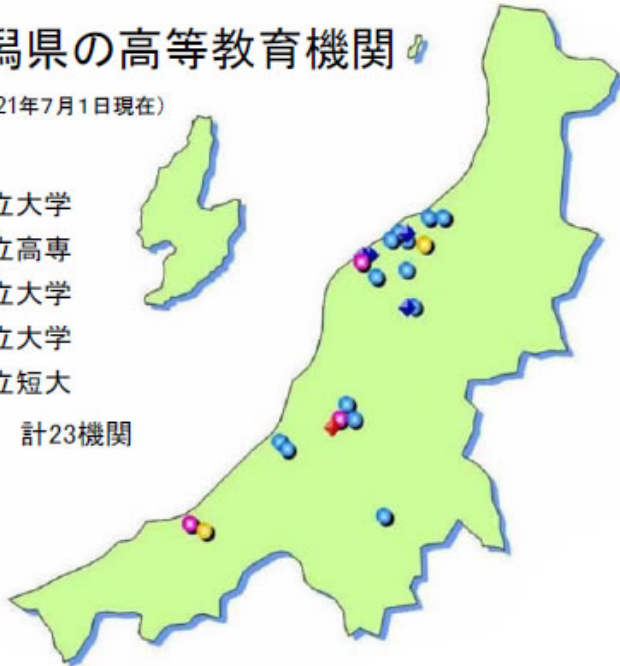 潟県の高等教育機関
21年7月1日現在）
立大学
立高専
立大学
立大学
立短大
計23機関